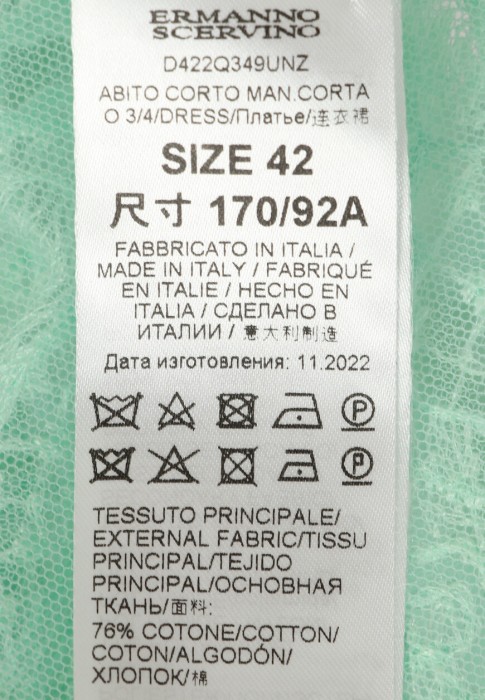 ERMANNO
SCERVINO
D422Q349UNZ
ABITO CORTO MAN.CORTA
O 3/4/DRESS/Платье/连衣裙
SIZE 42
尺寸 170/92A
FABBRICATO IN ITALIA /
MADE IN ITALY / FABRIQUÉ
EN ITALIE / HECHO EN
ITALIA / СДЕЛАНО В
ИТАЛИИ / 意大利制造
Дата изготовления: 11.2022
P
P
TESSUTO PRINCIPALE/
EXTERNAL FABRIC/TISSU
PRINCIPAL/TEJIDO
PRINCIPAL/ОСНОВНАЯ
ТКАНЬ/面料:
76% COTONE/COTTON/
COTON/ALGODÓN/
ХЛОПОК/棉